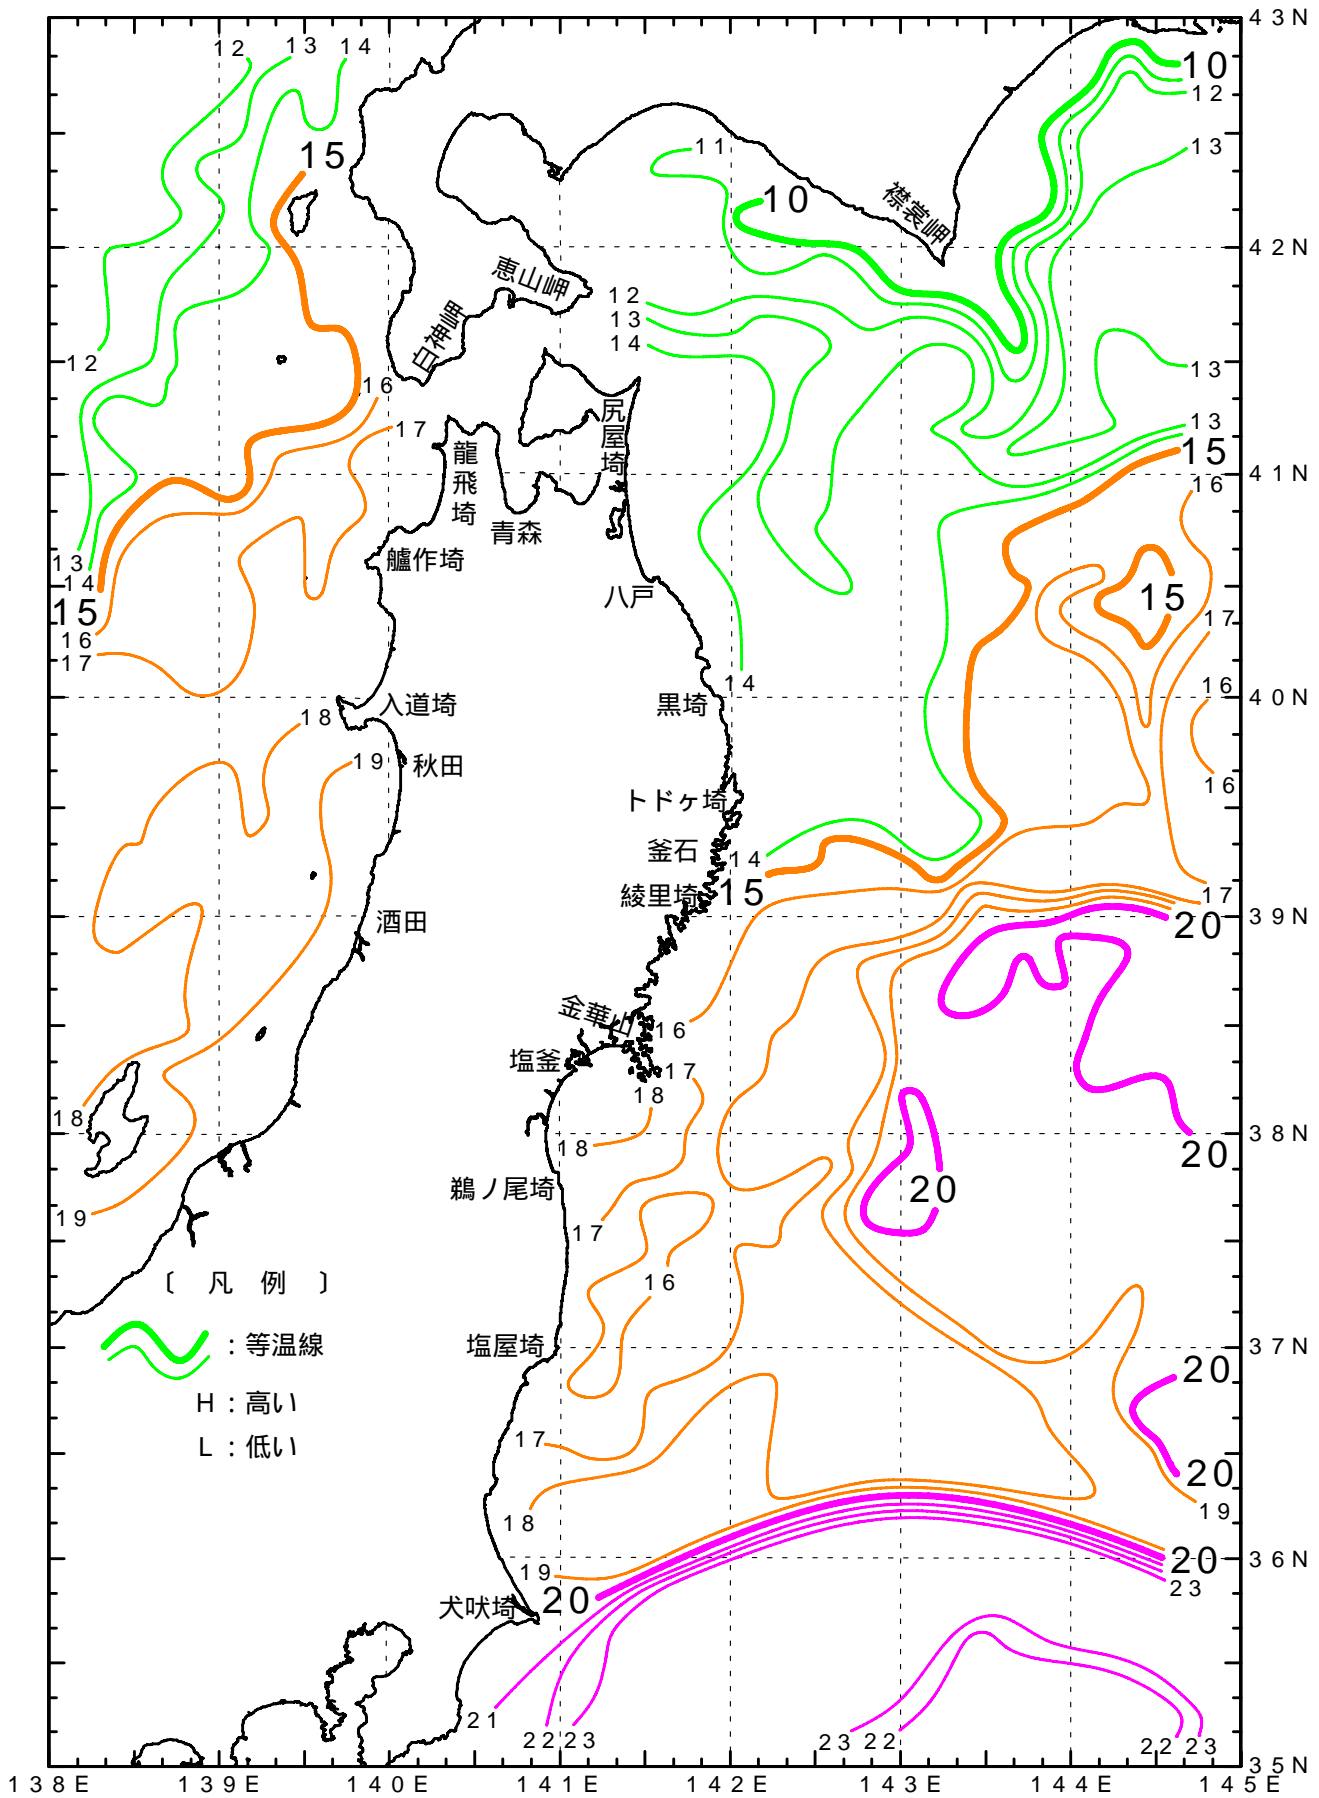 43N
12
13
14
10
12
13
11
15
10
襟裳岬
42N
恵山岬
12
13
14
白神岬
12
13
16
17
13
15
尻屋埼
龍飛埼
41N
16
青森
艫作埼
13
14
15
15
八戸
16
17
17
14
16
40N
黒埼
入道埼
18
19
秋田
16
トドヶ埼
釜石
14
15
綾里埼
17
酒田
20
39N
金華山
16
塩釜
17
18
18
18
38N
20
鵜ノ尾埼
20
19
17
16
〔 凡 例 〕
:等温線
塩屋埼
37N
20
H:高い
L:低い
17
20
18
19
19
20
36N
20
23
犬吠埼
21
22
23
23
22
22
23
35N
138E
139E
140E
141E
142E
143E
144E
145E